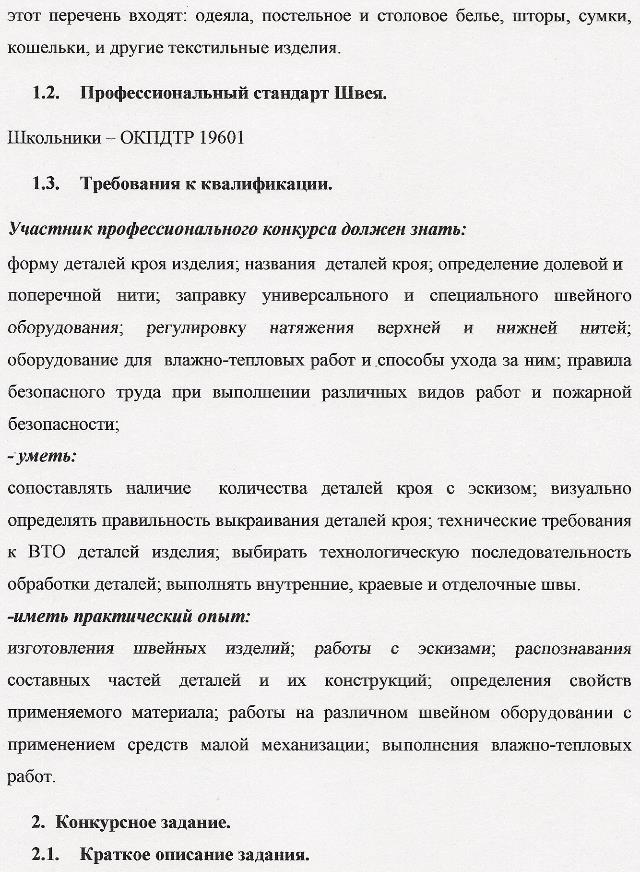 этот перечень входят: одеяла, постельное и столовое белье, шторы, сумки,
кошельки, и другие текстильные изделия.
1.2. Профессиональный стандарт Швея.
Школьники – ОКПДТР 19601
1.3. Требования к квалификации.
Участник профессионального конкурса должен знать:
форму деталей кроя изделия; названия деталей кроя; определение долевой и
поперечной нити; заправку универсального и специального швейного
оборудования; регулировку натяжения верхней и нижней нитей;
оборудование для влажно-тепловых работ и способы ухода за ним; правила
безопасного труда при выполнении различных видов работ и пожарной
безопасности;
- уметь:
сопоставлять наличие количества деталей кроя с эскизом; визуально
определять правильность выкраивания деталей кроя; технические требования
к ВТО деталей изделия; выбирать технологическую последовательность
обработки деталей; выполнять внутренние, краевые и отделочные швы.
-иметь практический опыт:
изготовления швейных изделий; работы с эскизами; распознавания
составных частей деталей и их конструкций; определения свойств
применяемого материала; работы на различном швейном оборудовании с
применением средств малой механизации; выполнения влажно-тепловых
работ.
2. Конкурсное задание.
2.1. Краткое описание задания.